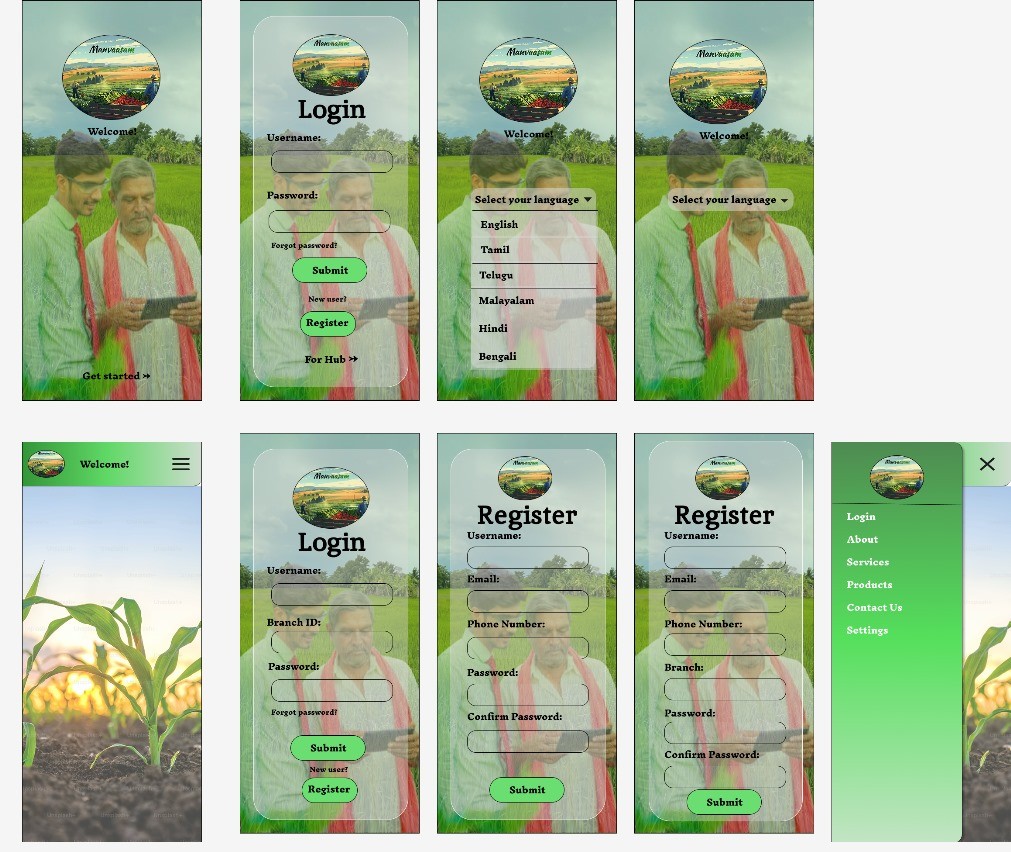 Manvaasam
Welcome!
Get started
Manvaasam
Login
Username:
Password:
Forgot password?
Submit
New user?
Register
For Hub
Manvaasam
Welcome!
Select your language
English
Tamil
Telugu
Malayalam
Hindi
Bengali
Manvaasam
Welcome!
Select your language
Welcome!
Manvaasam
Login
Username:
Branch ID:
Password:
Forgot password?
Submit
New user?
Register
Manvaasam
Register
Username:
Email:
Phone Number:
Password:
Confirm Password:
Submit
Manvaasam
Register
Username:
Email:
Phone Number:
Branch:
Password:
Confirm Password:
Submit
Manvaasam
Login
About
Services
Products
Contact Us
Settings